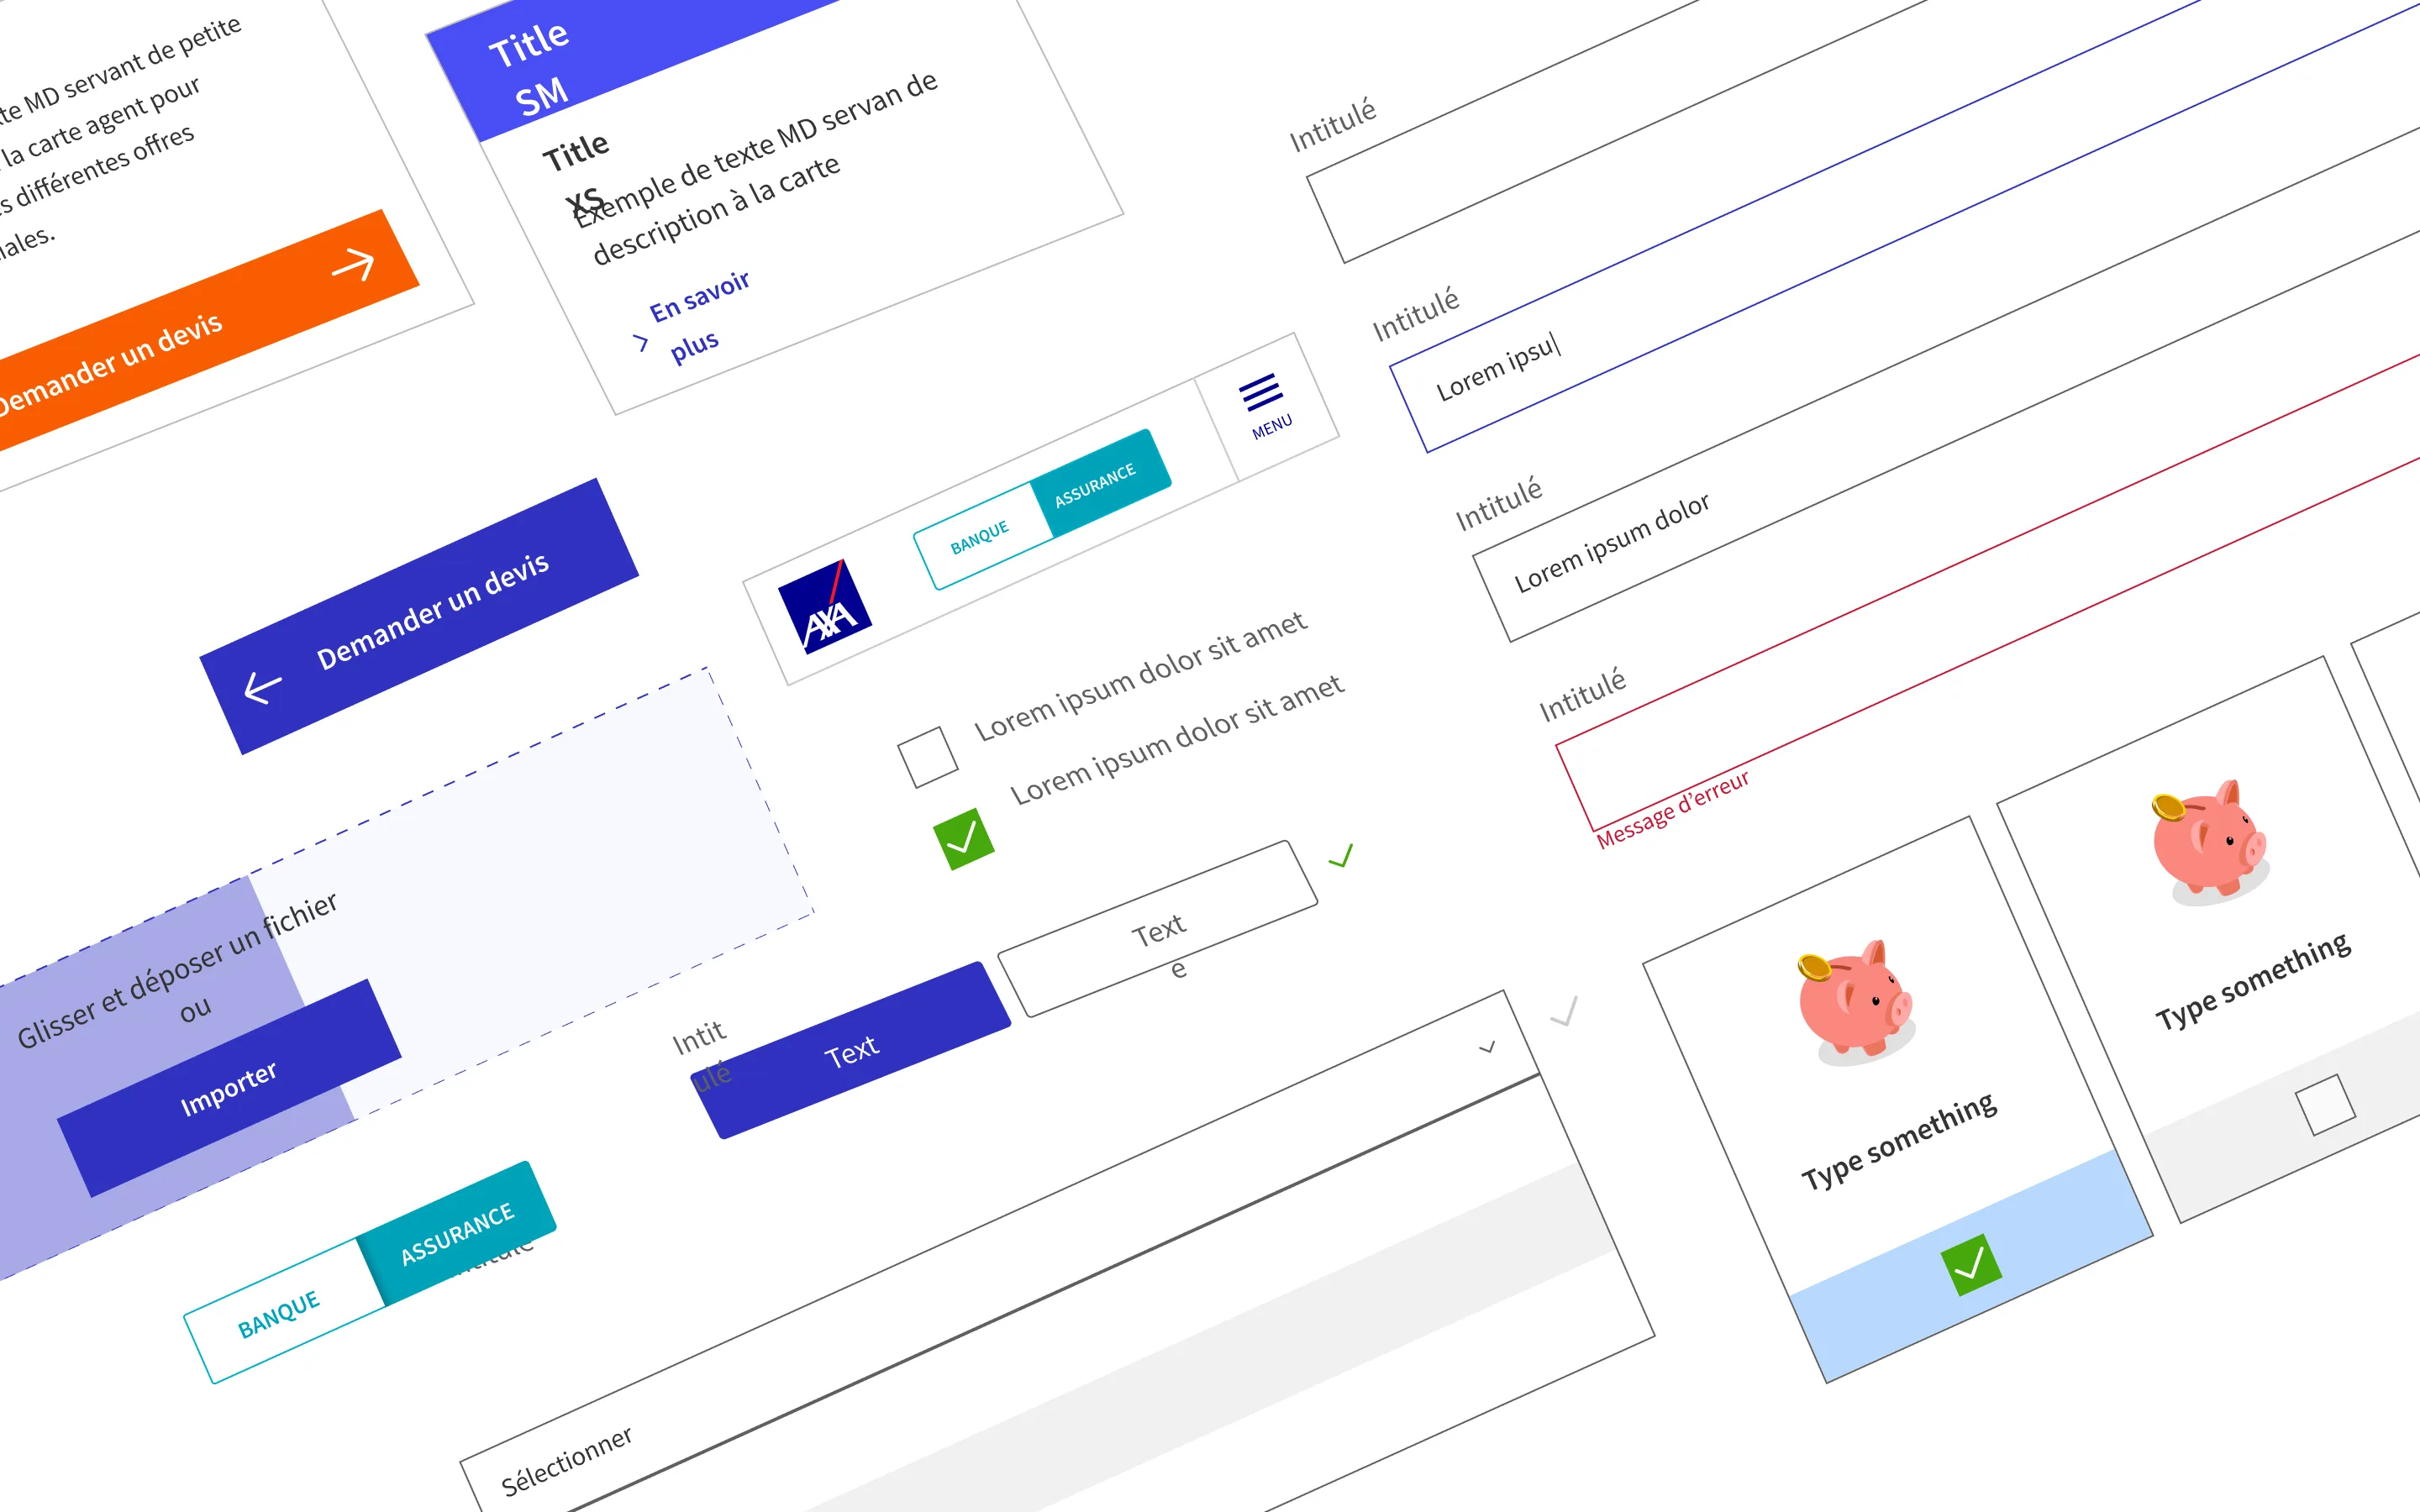 te MD servant de petite
la carte agent pour
s différentes offres
iales.
Demander un devis
Title
SM
Title
XS
Exemple de texte MD servan de
description à la carte
En savoir
plus
Demander un devis
AXA
BANQUE
ASSURANCE
MENU
Lorem ipsum dolor sit amet
Lorem ipsum dolor sit amet
Intitulé
Intitulé
Lorem ipsu
Intitulé
Lorem ipsum dolor
Intitulé
Message d'erreur
Glisser et déposer un fichier
ou
Importer
Intit
ulé
Text
Text
e
BANQUE
ASSURANCE
Sélectionner
Type something
Type something